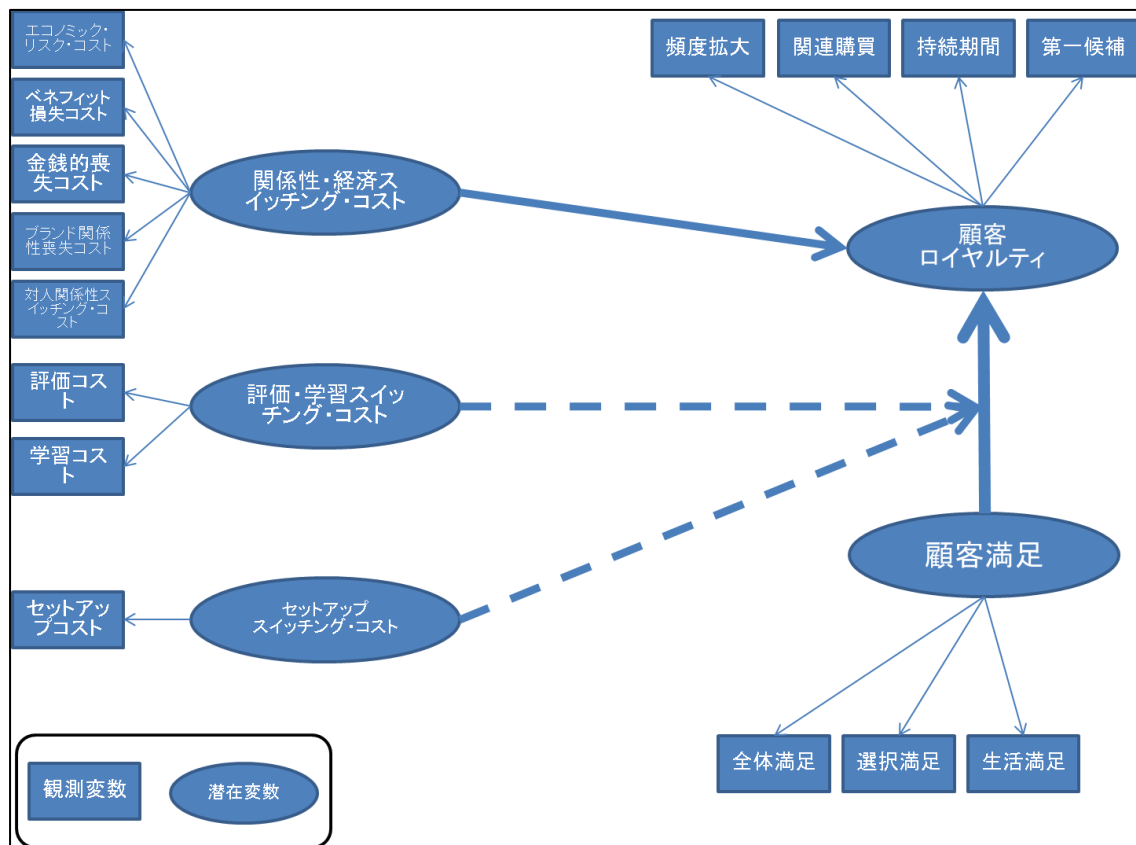 エコノミック・
リスク・コスト
ベネフィット
損失コスト
金銭的喪
失コスト
ブランド関係
性喪失コスト
対人関係性ス
イッチング・コ
スト
評価コス
ト
学習コス
ト
セットアッ
プコスト
関係性・経済ス
イッチング・コスト
評価・学習スイッ
チング・コスト
セットアップ
スイッチング・コスト
頻度拡大
関連購買
持続期間
第一候補
顧客
ロイヤルティ
顧客満足
全体満足
選択満足
生活満足
観測変数
潜在変数